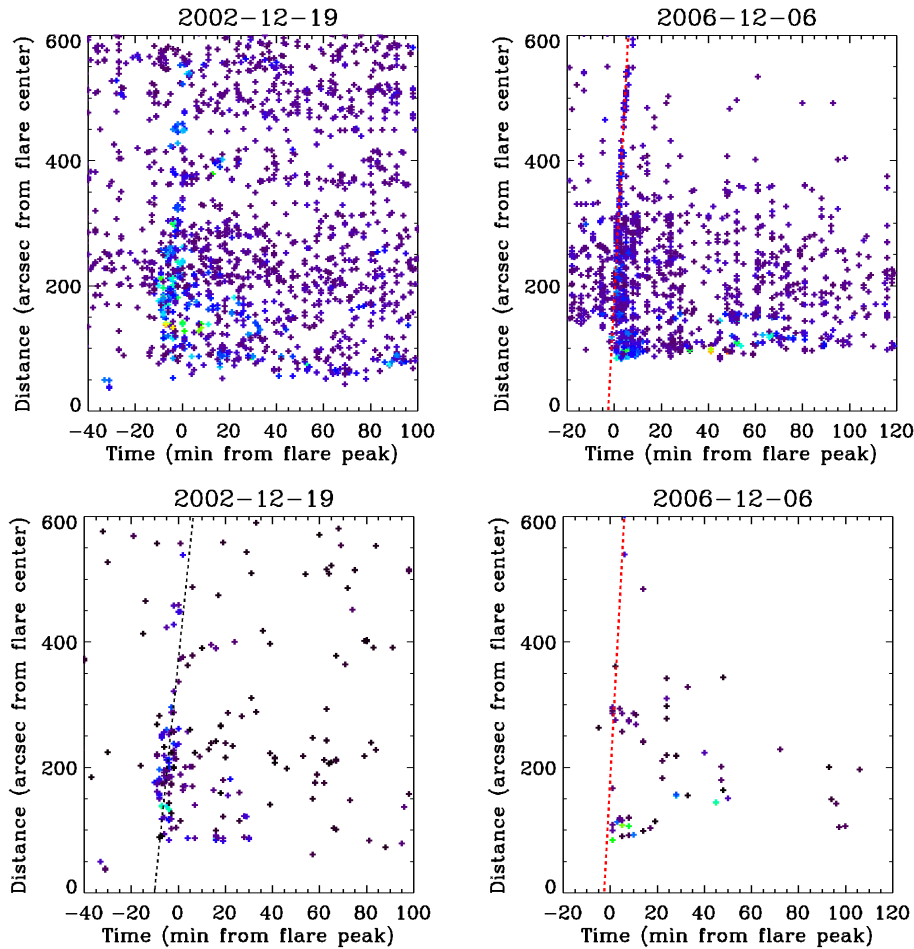 2002-12-19
2006-12-06
Distance (arcsec from flare center)
600
400
200
0
-40 -20 0 20 40 60 80 100
Time (min from flare peak)
Distance (arcsec from flare center)
600
400
200
0
-20 0 20 40 60 80 100 120
Time (min from flare peak)
2002-12-19
2006-12-06
Distance (arcsec from flare center)
600
400
200
0
-40 -20 0 20 40 60 80 100
Time (min from flare peak)
Distance (arcsec from flare center)
600
400
200
0
-20 0 20 40 60 80 100 120
Time (min from flare peak)